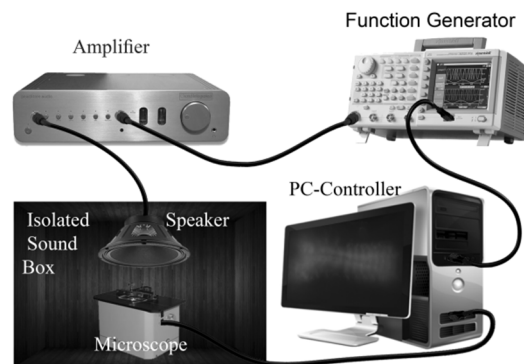 Function Generator
Amplifier
PC-Controller
Isolated Speaker
Sound
Box
Microscope